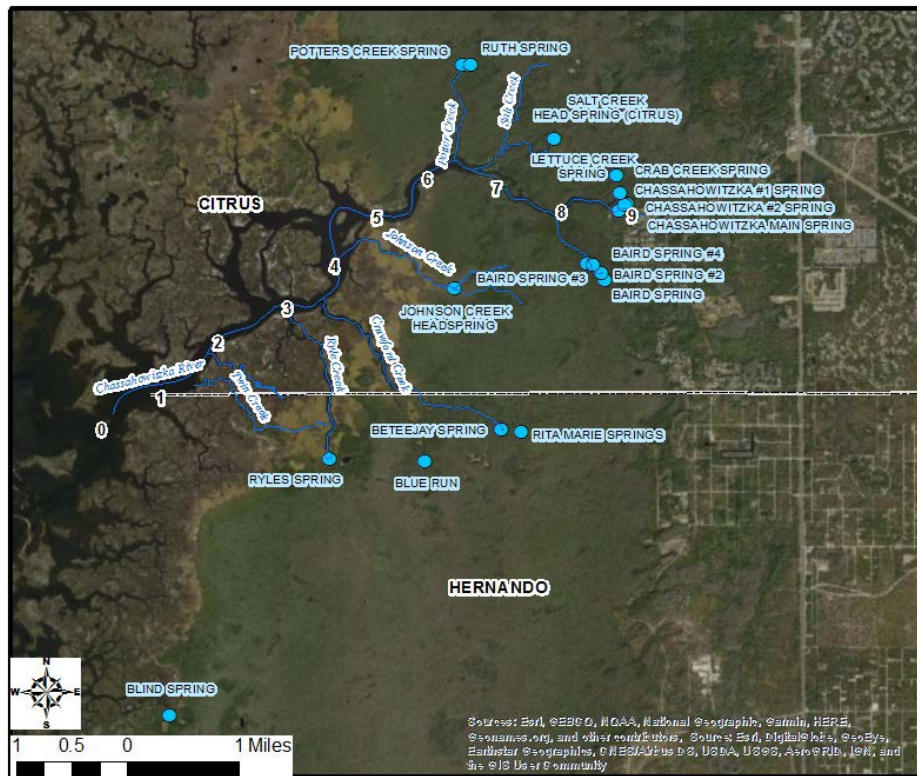 POTTERS CREEK SPRING
RUTH SPRING
Salt Creek
SALT CREEK
HEAD SPRING (CITRUS)
Potter Creek
LETTUCE CREEK
SPRING
CRAB CREEK SPRING
CHASSAHOWITZKA #1 SPRING
CHASSAHOWITZKA #2 SPRING
CHASSAHOWITZKA MAIN SPRING
CITRUS
6
7
8
9
5
4
Johnson Creek
BAIRD SPRING #4
BAIRD SPRING #3
BAIRD SPRING #2
BAIRD SPRING
JOHNSON CREEK
HEADSPRING
3
2
Ryle Creek
Crawford Creek
Chassahowitzka River
Twin Creek
1
0
BETEEJAY SPRING
RITA MARIE SPRINGS
RYLES SPRING
BLUE RUN
HERNANDO
N
W E
S
BLIND SPRING
1 0.5 0 1 Miles
Sources: Esri, GEBCO, NOAA, National Geographic, Garmin, HERE,
Geonames.org, and other contributors, Source: Esri, DigitalGlobe, GeoEye,
Earthstar Geographics, CNES/Airbus DS, USDA, USGS, AeroGRID, IGN, and
the GIS User Community